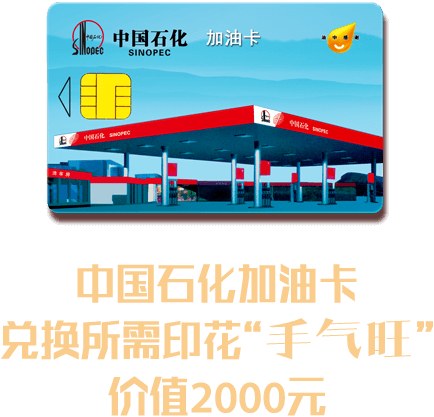 中国石化 加油卡
SINOPEC
SINOPEC
中国石化 SINOPEC
中国石化 SINOPEC
中国石化加油卡
兑换所需印花“手气旺”
价值2000元